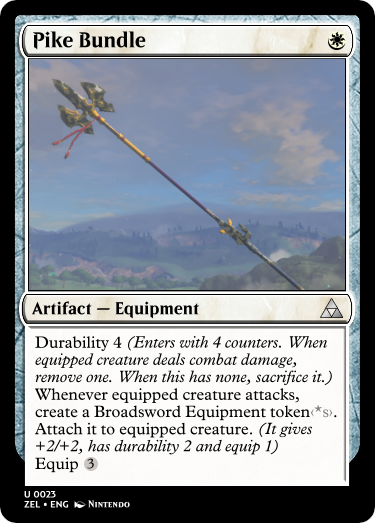 Pike Bundle
Artifact — Equipment
Durability 4 (Enters with 4 counters. When
equipped creature deals combat damage,
remove one. When this has none, sacrifice it.)
Whenever equipped creature attacks,
create a Broadsword Equipment token‹*s›.
Attach it to equipped creature. (It gives
+2/+2, has durability 2 and equip 1)
Equip 3
U 0023
ZEL • ENG Nintendo